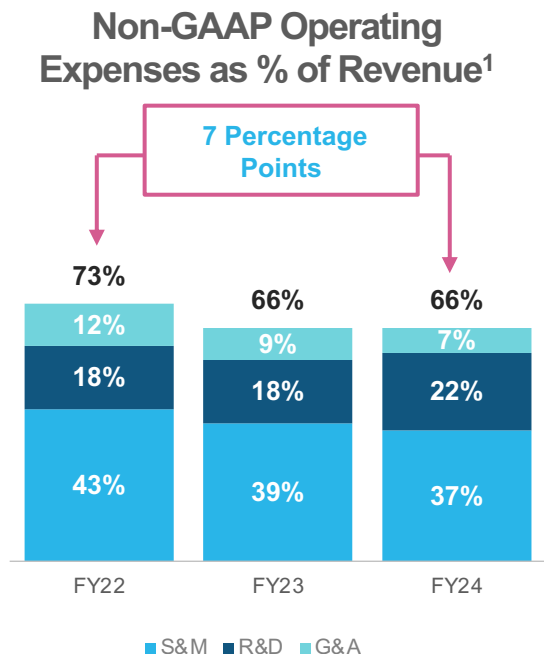 Non-GAAP Operating
Expenses as % of Revenue¹
7 Percentage
Points
73%
66%
66%
12%
9%
7%
18%
18%
22%
43%
39%
37%
FY22
FY23
FY24
S&M R&D G&A